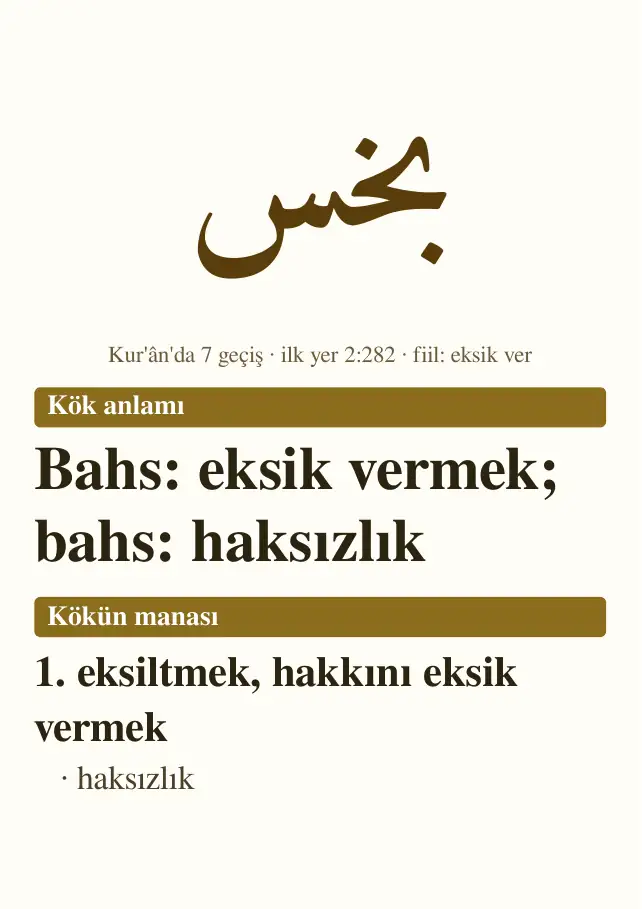 بخس
Kur'ân'da 7 geçiş · ilk yer 2:282 · fiil: eksik ver
Kök anlamı
Bahs: eksik vermek;
bahs: haksızlık
Kökün manası
1. eksiltmek, hakkını eksik
vermek
· haksızlık